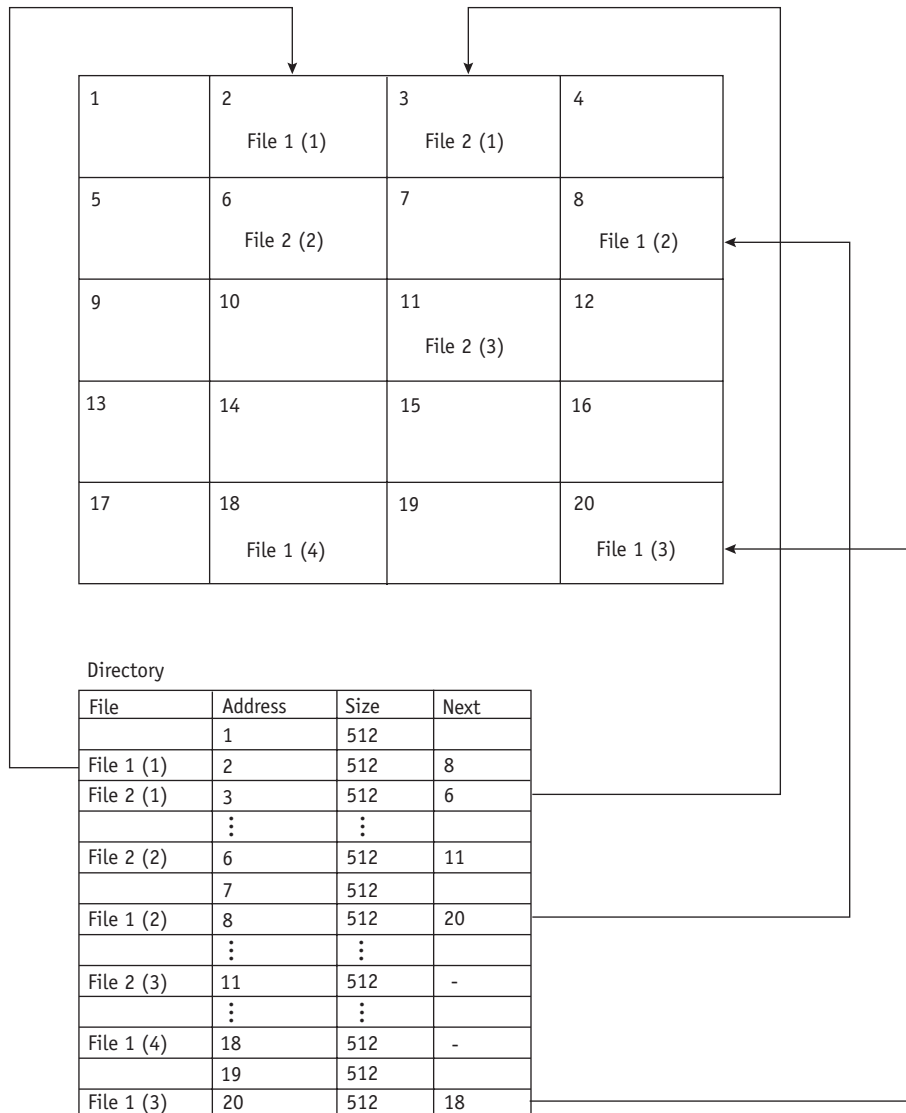 1 2 3 4
File 1 (1) File 2 (1)
5 6 7 8
File 2 (2) File 1 (2)
9 10 11 12
File 2 (3)
13 14 15 16
17 18 19 20
File 1 (4) File 1 (3)
Directory
File Address Size Next
1 512
File 1 (1) 2 512 8
File 2 (1) 3 512 6
⋮ ⋮
File 2 (2) 6 512 11
7 512
File 1 (2) 8 512 20
⋮ ⋮
File 2 (3) 11 512 -
⋮ ⋮
File 1 (4) 18 512 -
19 512
File 1 (3) 20 512 18